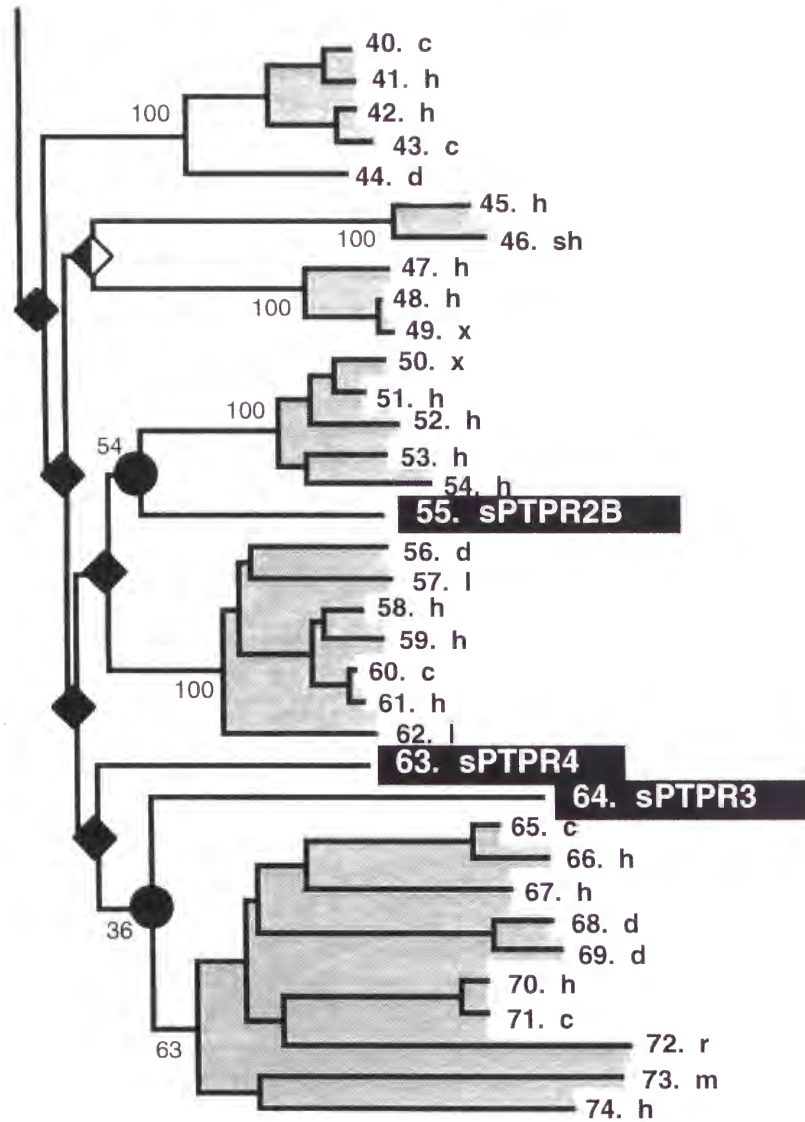 40. c
41. h
100
42. h
43. c
44. d
45. h
100
46. sh
47. h
48. h
100
49. x
50. x
51. h
100
52. h
54
53. h
54. h
55. sPTPR2B
56. d
57. l
58. h
59. h
60. c
100
61. h
62. l
63. sPTPR4
64. sPTPR3
65. c
66. h
67. h
68. d
36
69. d
70. h
71. c
63
72. r
73. m
74. h